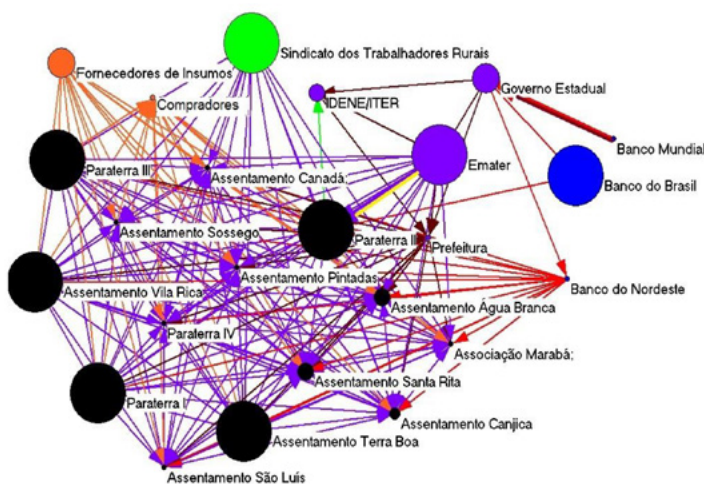 Sindicato dos Trabalhadores Rurais
Fornecedores de Insumos
Governo Estadual
Compradores
IDENE/ITER
Banco Mundial
Paraterra III
Assentamento Canadá;
Emater
Banco do Brasil
Assentamento Sossego
Paraterra II
Prefeitura
Assentamento Vila Rica
Assentamento Pintadas
Banco do Nordeste
Paraterra IV
Assentamento Água Branca
Associação Marabá;
Assentamento Santa Rita
Paraterra I
Assentamento Canjica
Assentamento Terra Boa
Assentamento São Luís